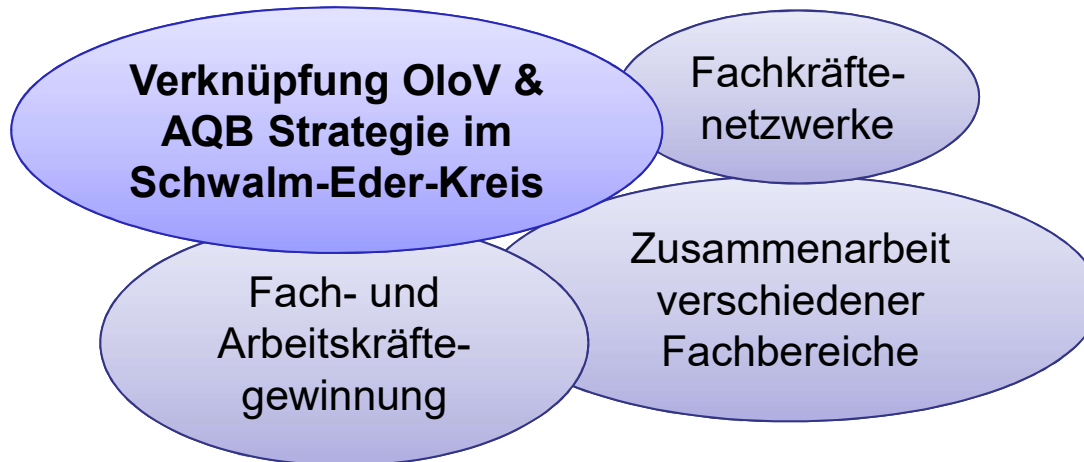 Verknüpfung OloV &
AQB Strategie im
Schwalm-Eder-Kreis
Fachkräfte-
netzwerke
Zusammenarbeit
verschiedener
Fachbereiche
Fach- und
Arbeitskräfte-
gewinnung